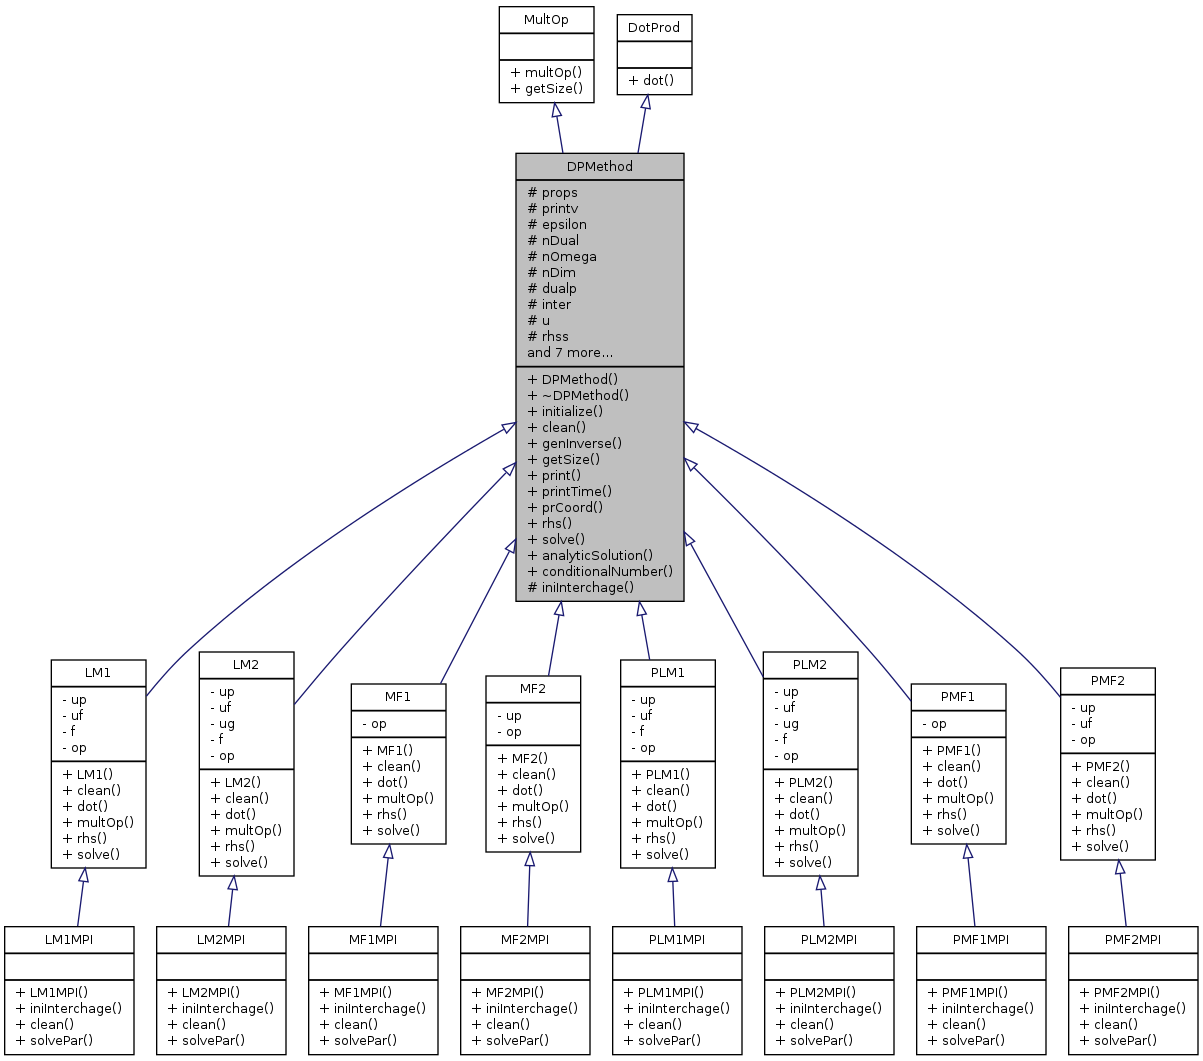 MultOp
+ multOp()
+ getSize()
DotProd
+ dot()
DPMethod
# props
# printv
# epsilon
# nDual
# nOmega
# nDim
# dualp
# inter
# u
# rhss
and 7 more...
+ DPMethod()
+ ~DPMethod()
+ initialize()
+ clean()
+ genInverse()
+ getSize()
+ print()
+ printTime()
+ prCoord()
+ rhs()
+ solve()
+ analyticSolution()
+ conditionalNumber()
# iniInterchage()
LM1
- up
- uf
- f
- op
+ LM1()
+ clean()
+ dot()
+ multOp()
+ rhs()
+ solve()
LM2
- up
- uf
- ug
- f
- op
+ LM2()
+ clean()
+ dot()
+ multOp()
+ rhs()
+ solve()
MF1
- op
+ MF1()
+ clean()
+ dot()
+ multOp()
+ rhs()
+ solve()
MF2
- up
- op
+ MF2()
+ clean()
+ dot()
+ multOp()
+ rhs()
+ solve()
PLM1
- up
- uf
- f
- op
+ PLM1()
+ clean()
+ dot()
+ multOp()
+ rhs()
+ solve()
PLM2
- up
- uf
- ug
- f
- op
+ PLM2()
+ clean()
+ dot()
+ multOp()
+ rhs()
+ solve()
PMF1
- op
+ PMF1()
+ clean()
+ dot()
+ multOp()
+ rhs()
+ solve()
PMF2
- up
- uf
- op
+ PMF2()
+ clean()
+ dot()
+ multOp()
+ rhs()
+ solve()
LM1MPI
+ LM1MPI()
+ iniInterchage()
+ clean()
+ solvePar()
LM2MPI
+ LM2MPI()
+ iniInterchage()
+ clean()
+ solvePar()
MF1MPI
+ MF1MPI()
+ iniInterchage()
+ clean()
+ solvePar()
MF2MPI
+ MF2MPI()
+ iniInterchage()
+ clean()
+ solvePar()
PLM1MPI
+ PLM1MPI()
+ iniInterchage()
+ clean()
+ solvePar()
PLM2MPI
+ PLM2MPI()
+ iniInterchage()
+ clean()
+ solvePar()
PMF1MPI
+ PMF1MPI()
+ iniInterchage()
+ clean()
+ solvePar()
PMF2MPI
+ PMF2MPI()
+ iniInterchage()
+ clean()
+ solvePar()